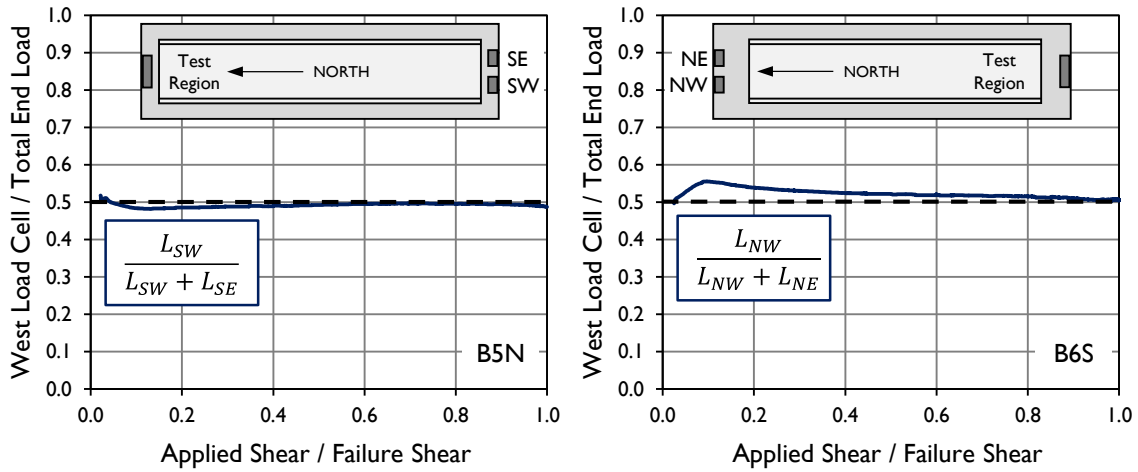 West Load Cell / Total End Load
1.0
0.9
0.8
0.7
0.6
0.5
0.4
0.3
0.2
0.1
0.0
Test
Region
NORTH
SE
SW
L_SW
L_SW + L_SE
B5N
0.0 0.2 0.4 0.6 0.8 1.0
Applied Shear / Failure Shear
West Load Cell / Total End Load
1.0
0.9
0.8
0.7
0.6
0.5
0.4
0.3
0.2
0.1
0.0
NE
NW
NORTH
Test
Region
L_NW
L_NW + L_NE
B6S
0.0 0.2 0.4 0.6 0.8 1.0
Applied Shear / Failure Shear